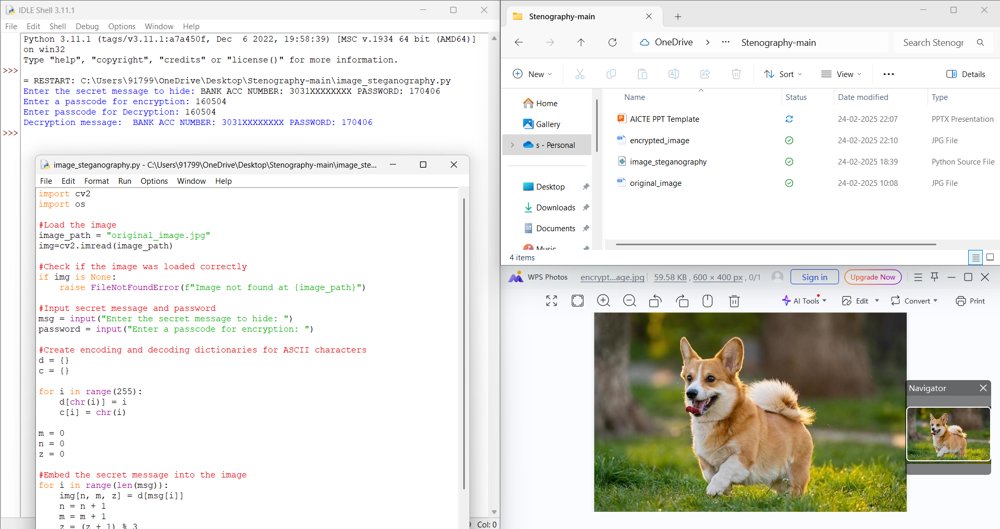 IDLE Shell 3.11.1
File Edit Shell Debug Options Window Help
Python 3.11.1 (tags/v3.11.1:a7a450f, Dec  6 2022, 19:58:39) [MSC v.1934 64 bit (AMD64)]
on win32
Type "help", "copyright", "credits" or "license()" for more information.
>>>
= RESTART: C:\Users\91799\OneDrive\Desktop\Stenography-main\image_steganography.py
Enter the secret message to hide: BANK ACC NUMBER: 3031XXXXXXXX PASSWORD: 170406
Enter a passcode for encryption: 160504
Enter passcode for Decryption: 160504
Decryption message:  BANK ACC NUMBER: 3031XXXXXXXX PASSWORD: 170406
>>>
image_steganography.py - C:\Users\91799\OneDrive\Desktop\Stenography-main\image_ste...
File Edit Format Run Options Window Help
import cv2
import os
#Load the image
image_path = "original_image.jpg"
img=cv2.imread(image_path)
#Check if the image was loaded correctly
if img is None:
    raise FileNotFoundError(f"Image not found at {image_path}")
#Input secret message and password
msg = input("Enter the secret message to hide: ")
password = input("Enter a passcode for encryption: ")
#Create encoding and decoding dictionaries for ASCII characters
d = {}
c = {}
for i in range(255):
    d[chr(i)] = i
    c[i] = chr(i)
m = 0
n = 0
z = 0
#Embed the secret message into the image
for i in range(len(msg)):
    img[n, m, z] = d[msg[i]]
    n = n + 1
    m = m + 1
    z = (z + 1) % 3
Col: 0
Stenography-main
OneDrive > ... Stenography-main
Search Stenogr
New Sort View ... Details
Home
Gallery
s - Personal
Desktop
Downloads
Documents
Music
Name Status Date modified Type
AICTE PPT Template 24-02-2025 22:07 PPTX Presentation
encrypted_image 24-02-2025 22:10 JPG File
image_steganography 24-02-2025 18:39 Python Source File
original_image 24-02-2025 10:08 JPG File
4 items
WPS Photos encrypt...age.jpg 59.58 KB , 600 × 400 px , 0/1 Sign in Upgrade Now
AI Tools Edit Convert Print
Navigator